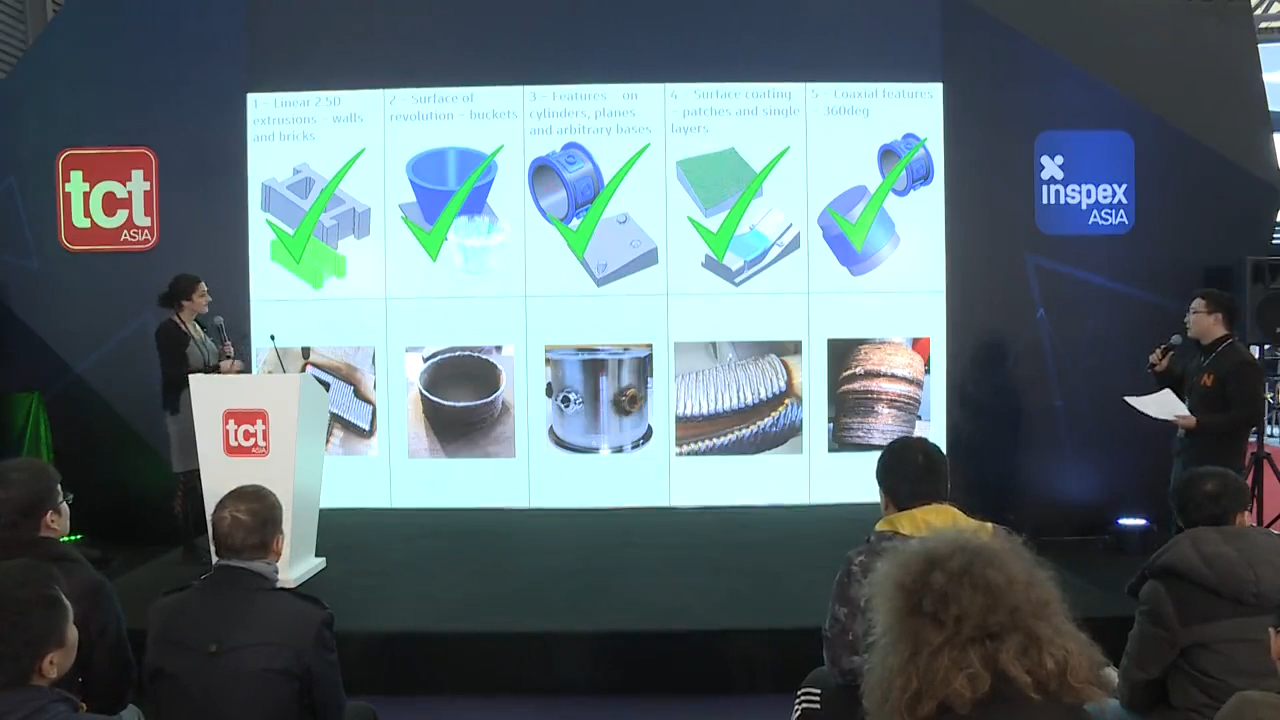 1 – Linear 2.5D
extrusions – walls
and bricks
2 – Surface of
revolution – buckets
3 – Features – on
cylinders, planes
and arbitrary bases
4 – Surface coating
– patches and single
layers
5 – Coaxial features
360deg
tct
ASIA
inspex
ASIA
tct
ASIA
N